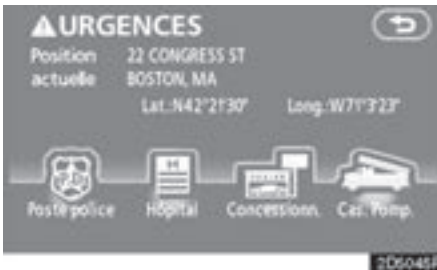 URGENCES
Position 22 CONGRESS ST
actuelle BOSTON, MA
Lat.:N42°21'30" Long.:W71°3'23"
Poste police Hôpital Concessionn. Cas. Pomp.
2D5045F